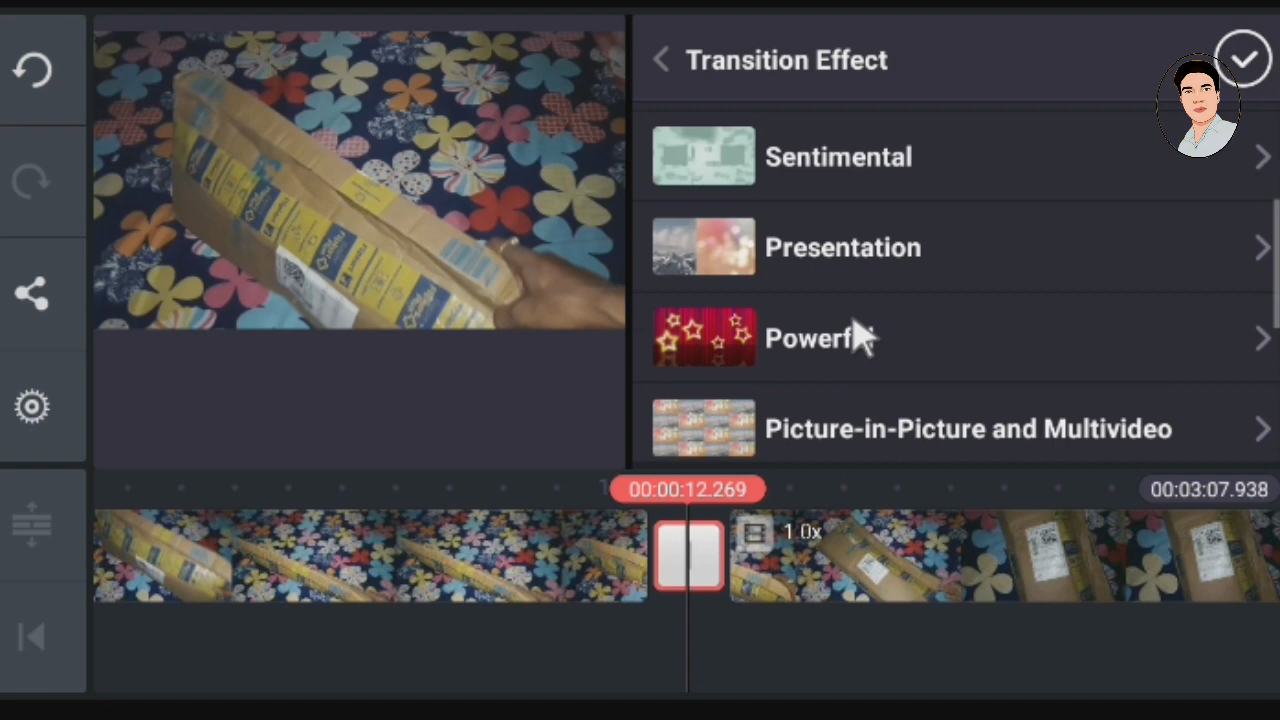 Transition Effect
Sentimental
Presentation
Powerf
Picture-in-Picture and Multivideo
00:00:12.269
00:03:07.938
1.0x